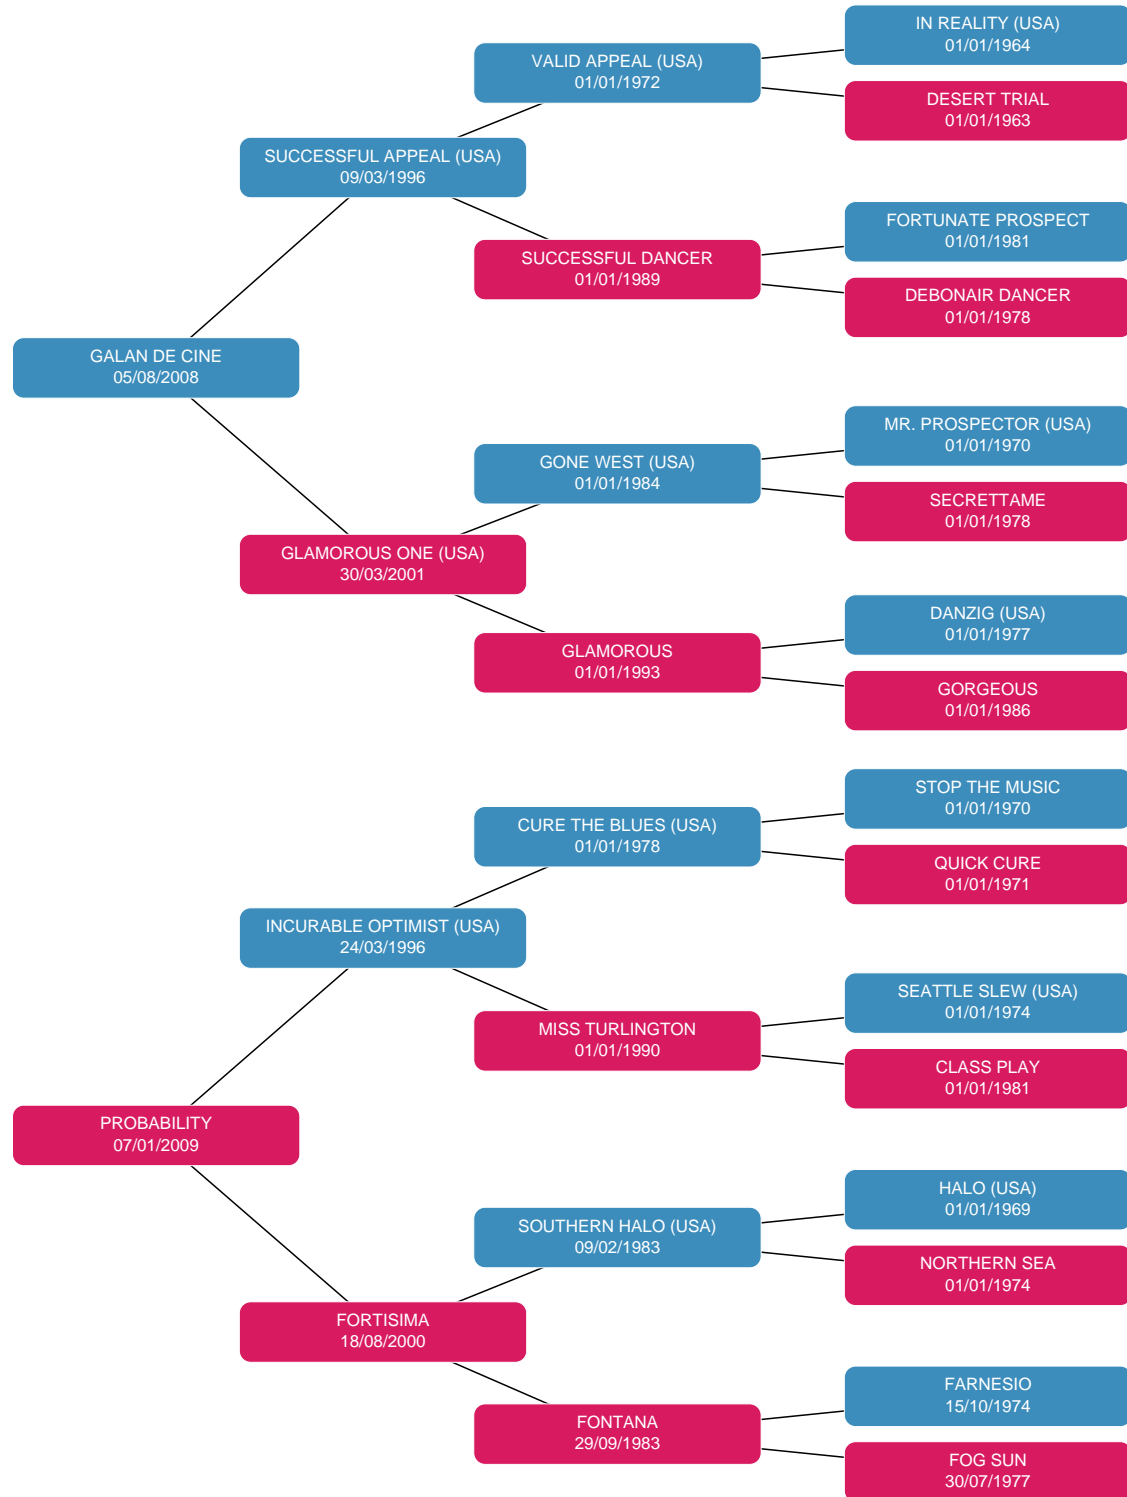 IN REALITY (USA)
01/01/1964
VALID APPEAL (USA)
01/01/1972
DESERT TRIAL
01/01/1963
SUCCESSFUL APPEAL (USA)
09/03/1996
FORTUNATE PROSPECT
01/01/1981
SUCCESSFUL DANCER
01/01/1989
DEBONAIR DANCER
01/01/1978
GALAN DE CINE
05/08/2008
MR. PROSPECTOR (USA)
01/01/1970
GONE WEST (USA)
01/01/1984
SECRETTAME
01/01/1978
GLAMOROUS ONE (USA)
30/03/2001
DANZIG (USA)
01/01/1977
GLAMOROUS
01/01/1993
GORGEOUS
01/01/1986
STOP THE MUSIC
01/01/1970
CURE THE BLUES (USA)
01/01/1978
QUICK CURE
01/01/1971
INCURABLE OPTIMIST (USA)
24/03/1996
SEATTLE SLEW (USA)
01/01/1974
MISS TURLINGTON
01/01/1990
CLASS PLAY
01/01/1981
PROBABILITY
07/01/2009
HALO (USA)
01/01/1969
SOUTHERN HALO (USA)
09/02/1983
NORTHERN SEA
01/01/1974
FORTISIMA
18/08/2000
FARNESIO
15/10/1974
FONTANA
29/09/1983
FOG SUN
30/07/1977